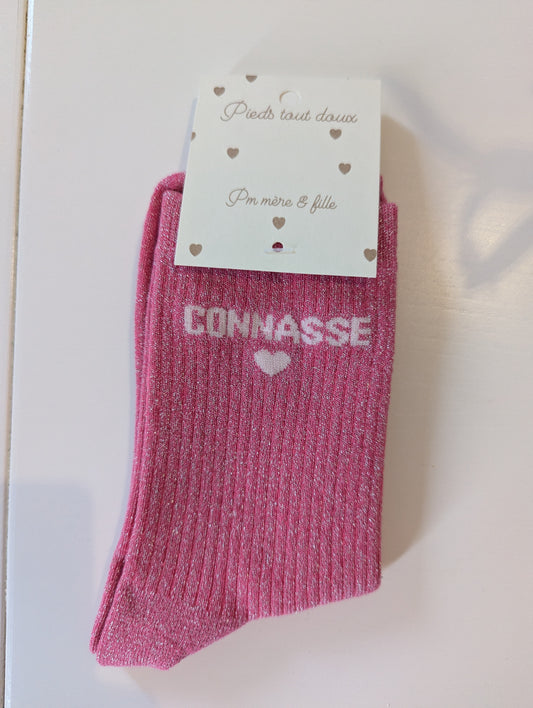 Pieds tout doux
Pm mère & fille
CONNASSE